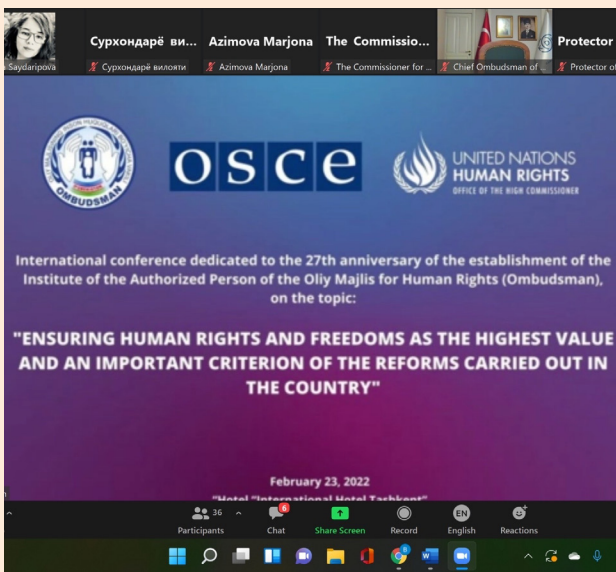 Сурхондарё ви... Azimova Marjona The Commissio... Protector
Saydaripova Сурхондарё вилояти Azimova Marjona The Commissioner for ... Chief Ombudsman of ... Protector of
OMBUDSMAN
OSCE
UNITED NATIONS
HUMAN RIGHTS
OFFICE OF THE HIGH COMMISSIONER
International conference dedicated to the 27th anniversary of the establishment of the
Institute of the Authorized Person of the Oliy Majlis for Human Rights (Ombudsman),
on the topic:
"ENSURING HUMAN RIGHTS AND FREEDOMS AS THE HIGHEST VALUE
AND AN IMPORTANT CRITERION OF THE REFORMS CARRIED OUT IN
THE COUNTRY"
February 23, 2022
"Hotel "International Hotel Tashkent"
36 6 EN
Participants Chat Share Screen Record English Reactions